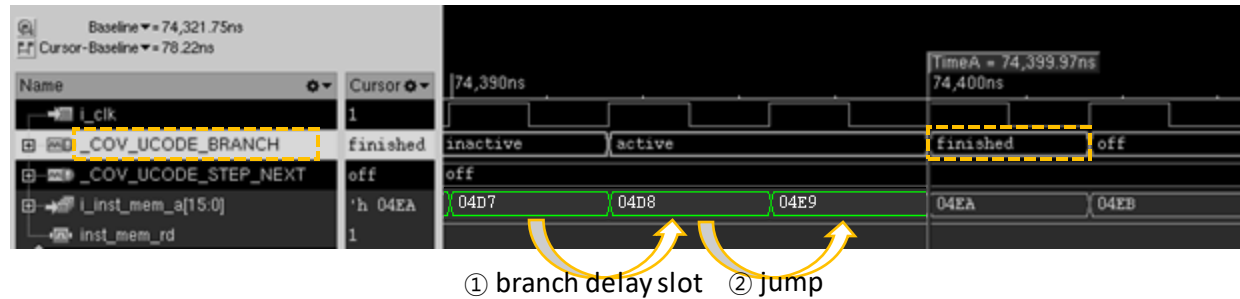 Baseline ▾= 74,321.75ns
Cursor-Baseline ▾= 78.22ns
TimeA = 74,399.97ns
Name Cursor 74,390ns 74,400ns
i_clk 1
_COV_UCODE_BRANCH finished inactive active finished off
_COV_UCODE_STEP_NEXT off off
i_inst_mem_a[15:0] 'h 04EA 04D7 04D8 04E9 04EA 04EB
inst_mem_rd 1
① branch delay slot ② jump